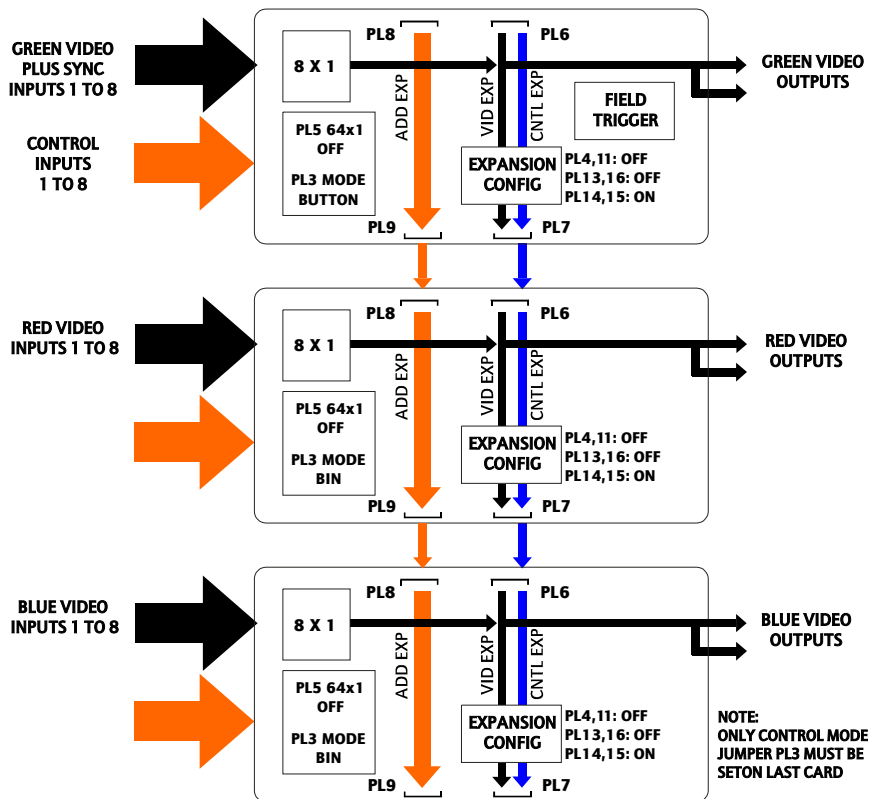 GREEN VIDEO
PLUS SYNC
INPUTS 1 TO 8
CONTROL
INPUTS
1 TO 8
PL8
PL6
8 X 1
ADD EXP
VID EXP
CNTL EXP
FIELD
TRIGGER
PL5 64x1
OFF
PL3 MODE
BUTTON
EXPANSION
CONFIG
PL4,11: OFF
PL13,16: OFF
PL14,15: ON
PL9
PL7
GREEN VIDEO
OUTPUTS
RED VIDEO
INPUTS 1 TO 8
PL8
PL6
8 X 1
ADD EXP
VID EXP
CNTL EXP
PL5 64x1
OFF
PL3 MODE
BIN
EXPANSION
CONFIG
PL4,11: OFF
PL13,16: OFF
PL14,15: ON
PL9
PL7
RED VIDEO
OUTPUTS
BLUE VIDEO
INPUTS 1 TO 8
PL8
PL6
8 X 1
ADD EXP
VID EXP
CNTL EXP
PL5 64x1
OFF
PL3 MODE
BIN
EXPANSION
CONFIG
PL4,11: OFF
PL13,16: OFF
PL14,15: ON
PL9
PL7
BLUE VIDEO
OUTPUTS
NOTE:
ONLY CONTROL MODE
JUMPER PL3 MUST BE
SETON LAST CARD